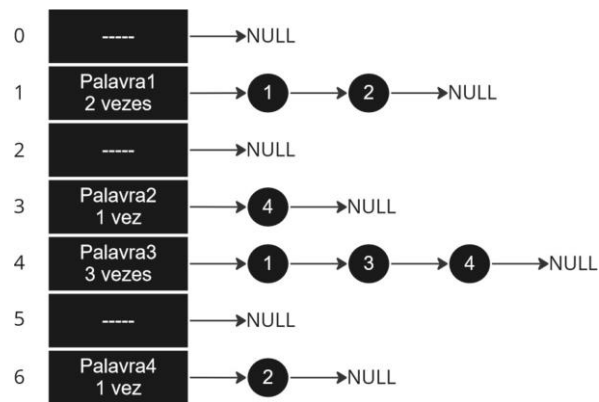 0 ----- NULL
1 Palavra1
2 vezes 1 2 NULL
2 ----- NULL
3 Palavra2
1 vez 4 NULL
4 Palavra3
3 vezes 1 3 4 NULL
5 ----- NULL
6 Palavra4
1 vez 2 NULL